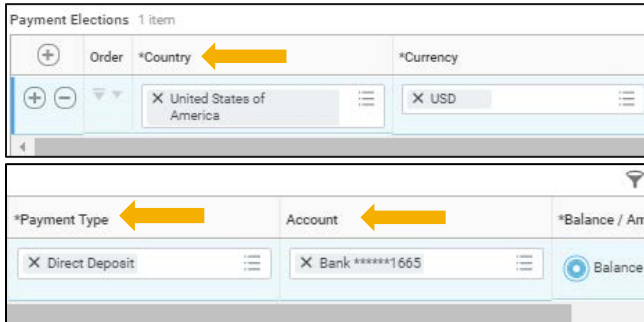 Payment Elections 1 item
Order *Country *Currency
× United States of
America
× USD
*Payment Type Account *Balance / Am
× Direct Deposit × Bank ******1665 Balance